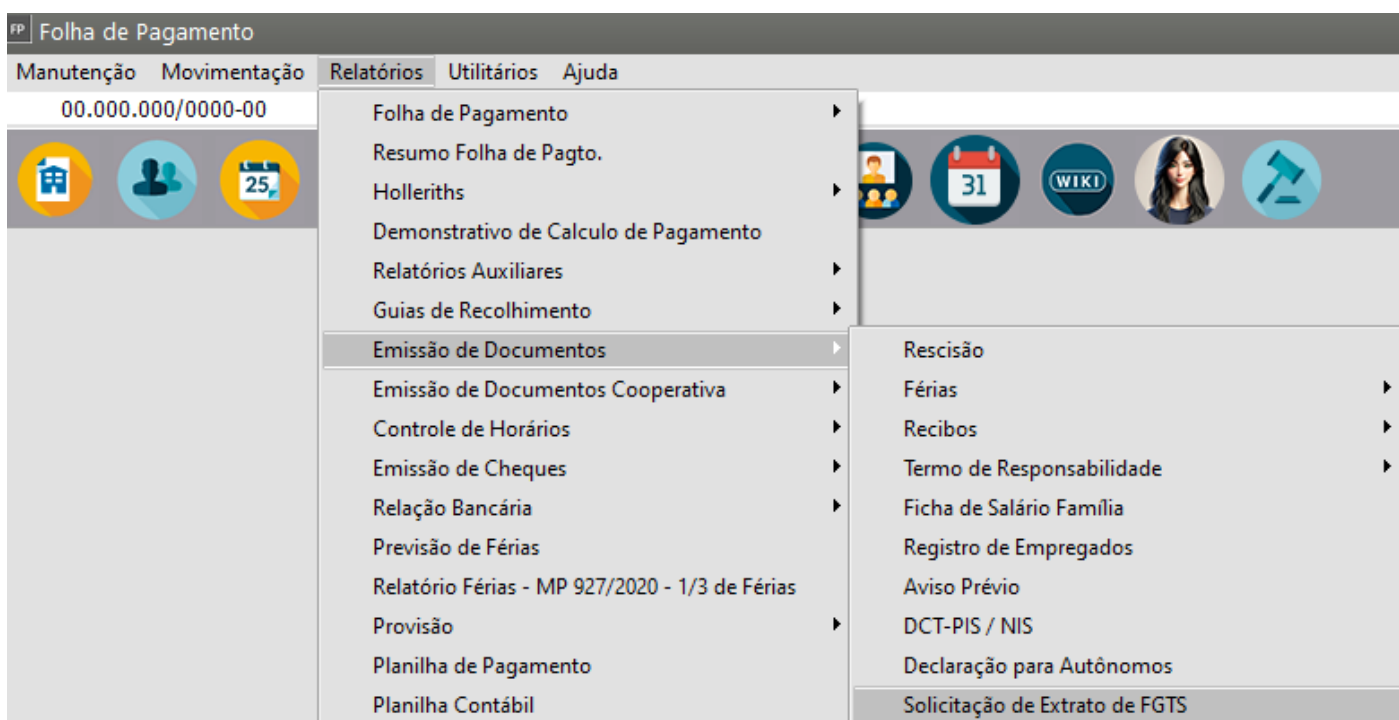 FP Folha de Pagamento
Manutenção Movimentação Relatórios Utilitários Ajuda
00.000.000/0000-00
25
31
WIKI
Folha de Pagamento
Resumo Folha de Pagto.
Holleriths
Demonstrativo de Calculo de Pagamento
Relatórios Auxiliares
Guias de Recolhimento
Emissão de Documentos
Emissão de Documentos Cooperativa
Controle de Horários
Emissão de Cheques
Relação Bancária
Previsão de Férias
Relatório Férias - MP 927/2020 - 1/3 de Férias
Provisão
Planilha de Pagamento
Planilha Contábil
Rescisão
Férias
Recibos
Termo de Responsabilidade
Ficha de Salário Família
Registro de Empregados
Aviso Prévio
DCT-PIS / NIS
Declaração para Autônomos
Solicitação de Extrato de FGTS